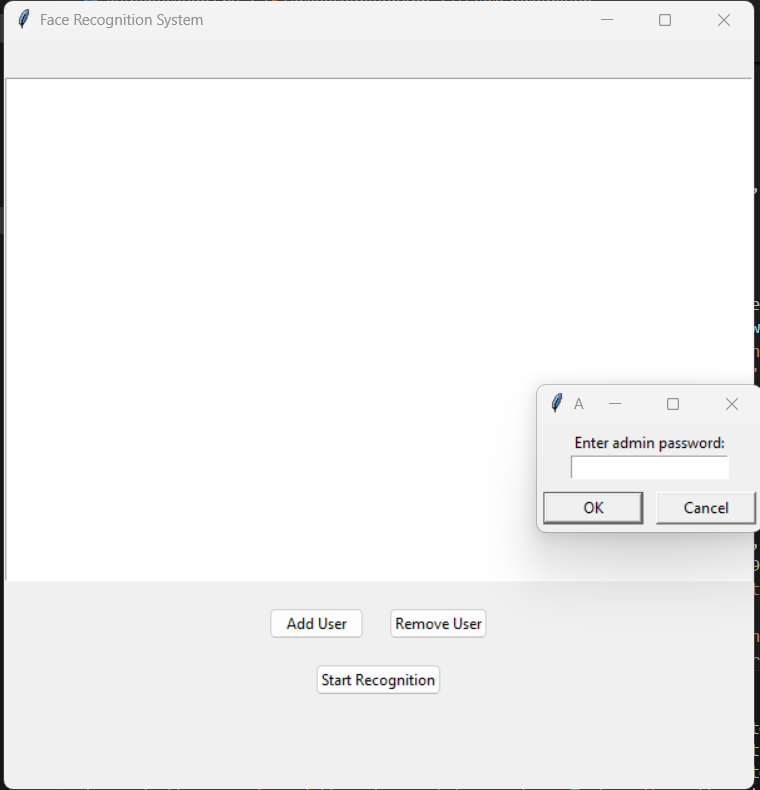 Face Recognition System
A
Enter admin password:
OK Cancel
Add User Remove User
Start Recognition